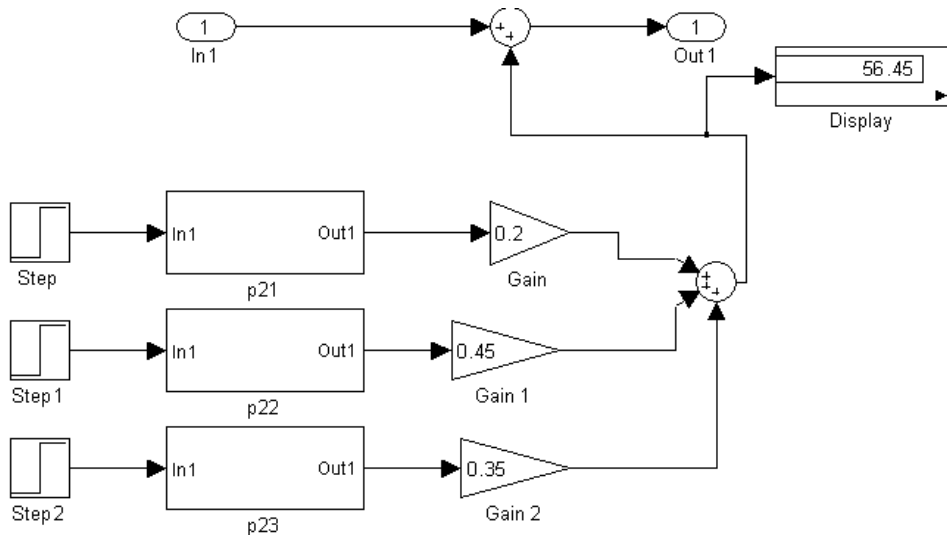 1
In1
+
+
1
Out1
56.45
Display
Step
In1
Out1
p21
0.2
Gain
+
+
+
Step1
In1
Out1
p22
0.45
Gain 1
Step2
In1
Out1
p23
0.35
Gain 2